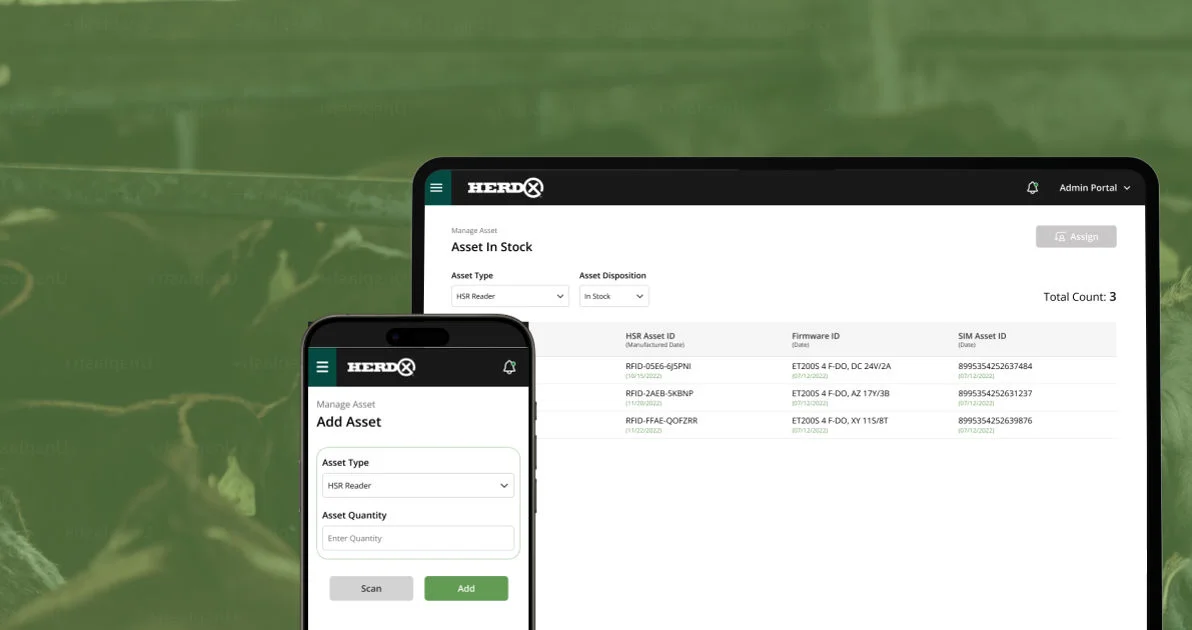 HERDX
Admin Portal
Manage Asset
Asset In Stock
Assign
Asset Type
Asset Disposition
HSR Reader
In Stock
Total Count: 3
HSR Asset ID
Firmware ID
SIM Asset ID
(Manufactured Date)
(Date)
(Date)
RFID-05E6-6J5PNI
ET200S 4 F-DO, DC 24V/2A
8995354252637484
(10/15/2022)
(07/12/2022)
(07/12/2022)
RFID-2AEB-5KBNP
ET200S 4 F-DO, AZ 17Y/3B
8995354252631237
(11/20/2022)
(07/12/2022)
(07/12/2022)
RFID-FFAE-QOFZRR
ET200S 4 F-DO, XY 11S/8T
8995354252639876
(11/22/2022)
(07/12/2022)
(07/12/2022)
HERDX
Manage Asset
Add Asset
Asset Type
HSR Reader
Asset Quantity
Enter Quantity
Scan
Add